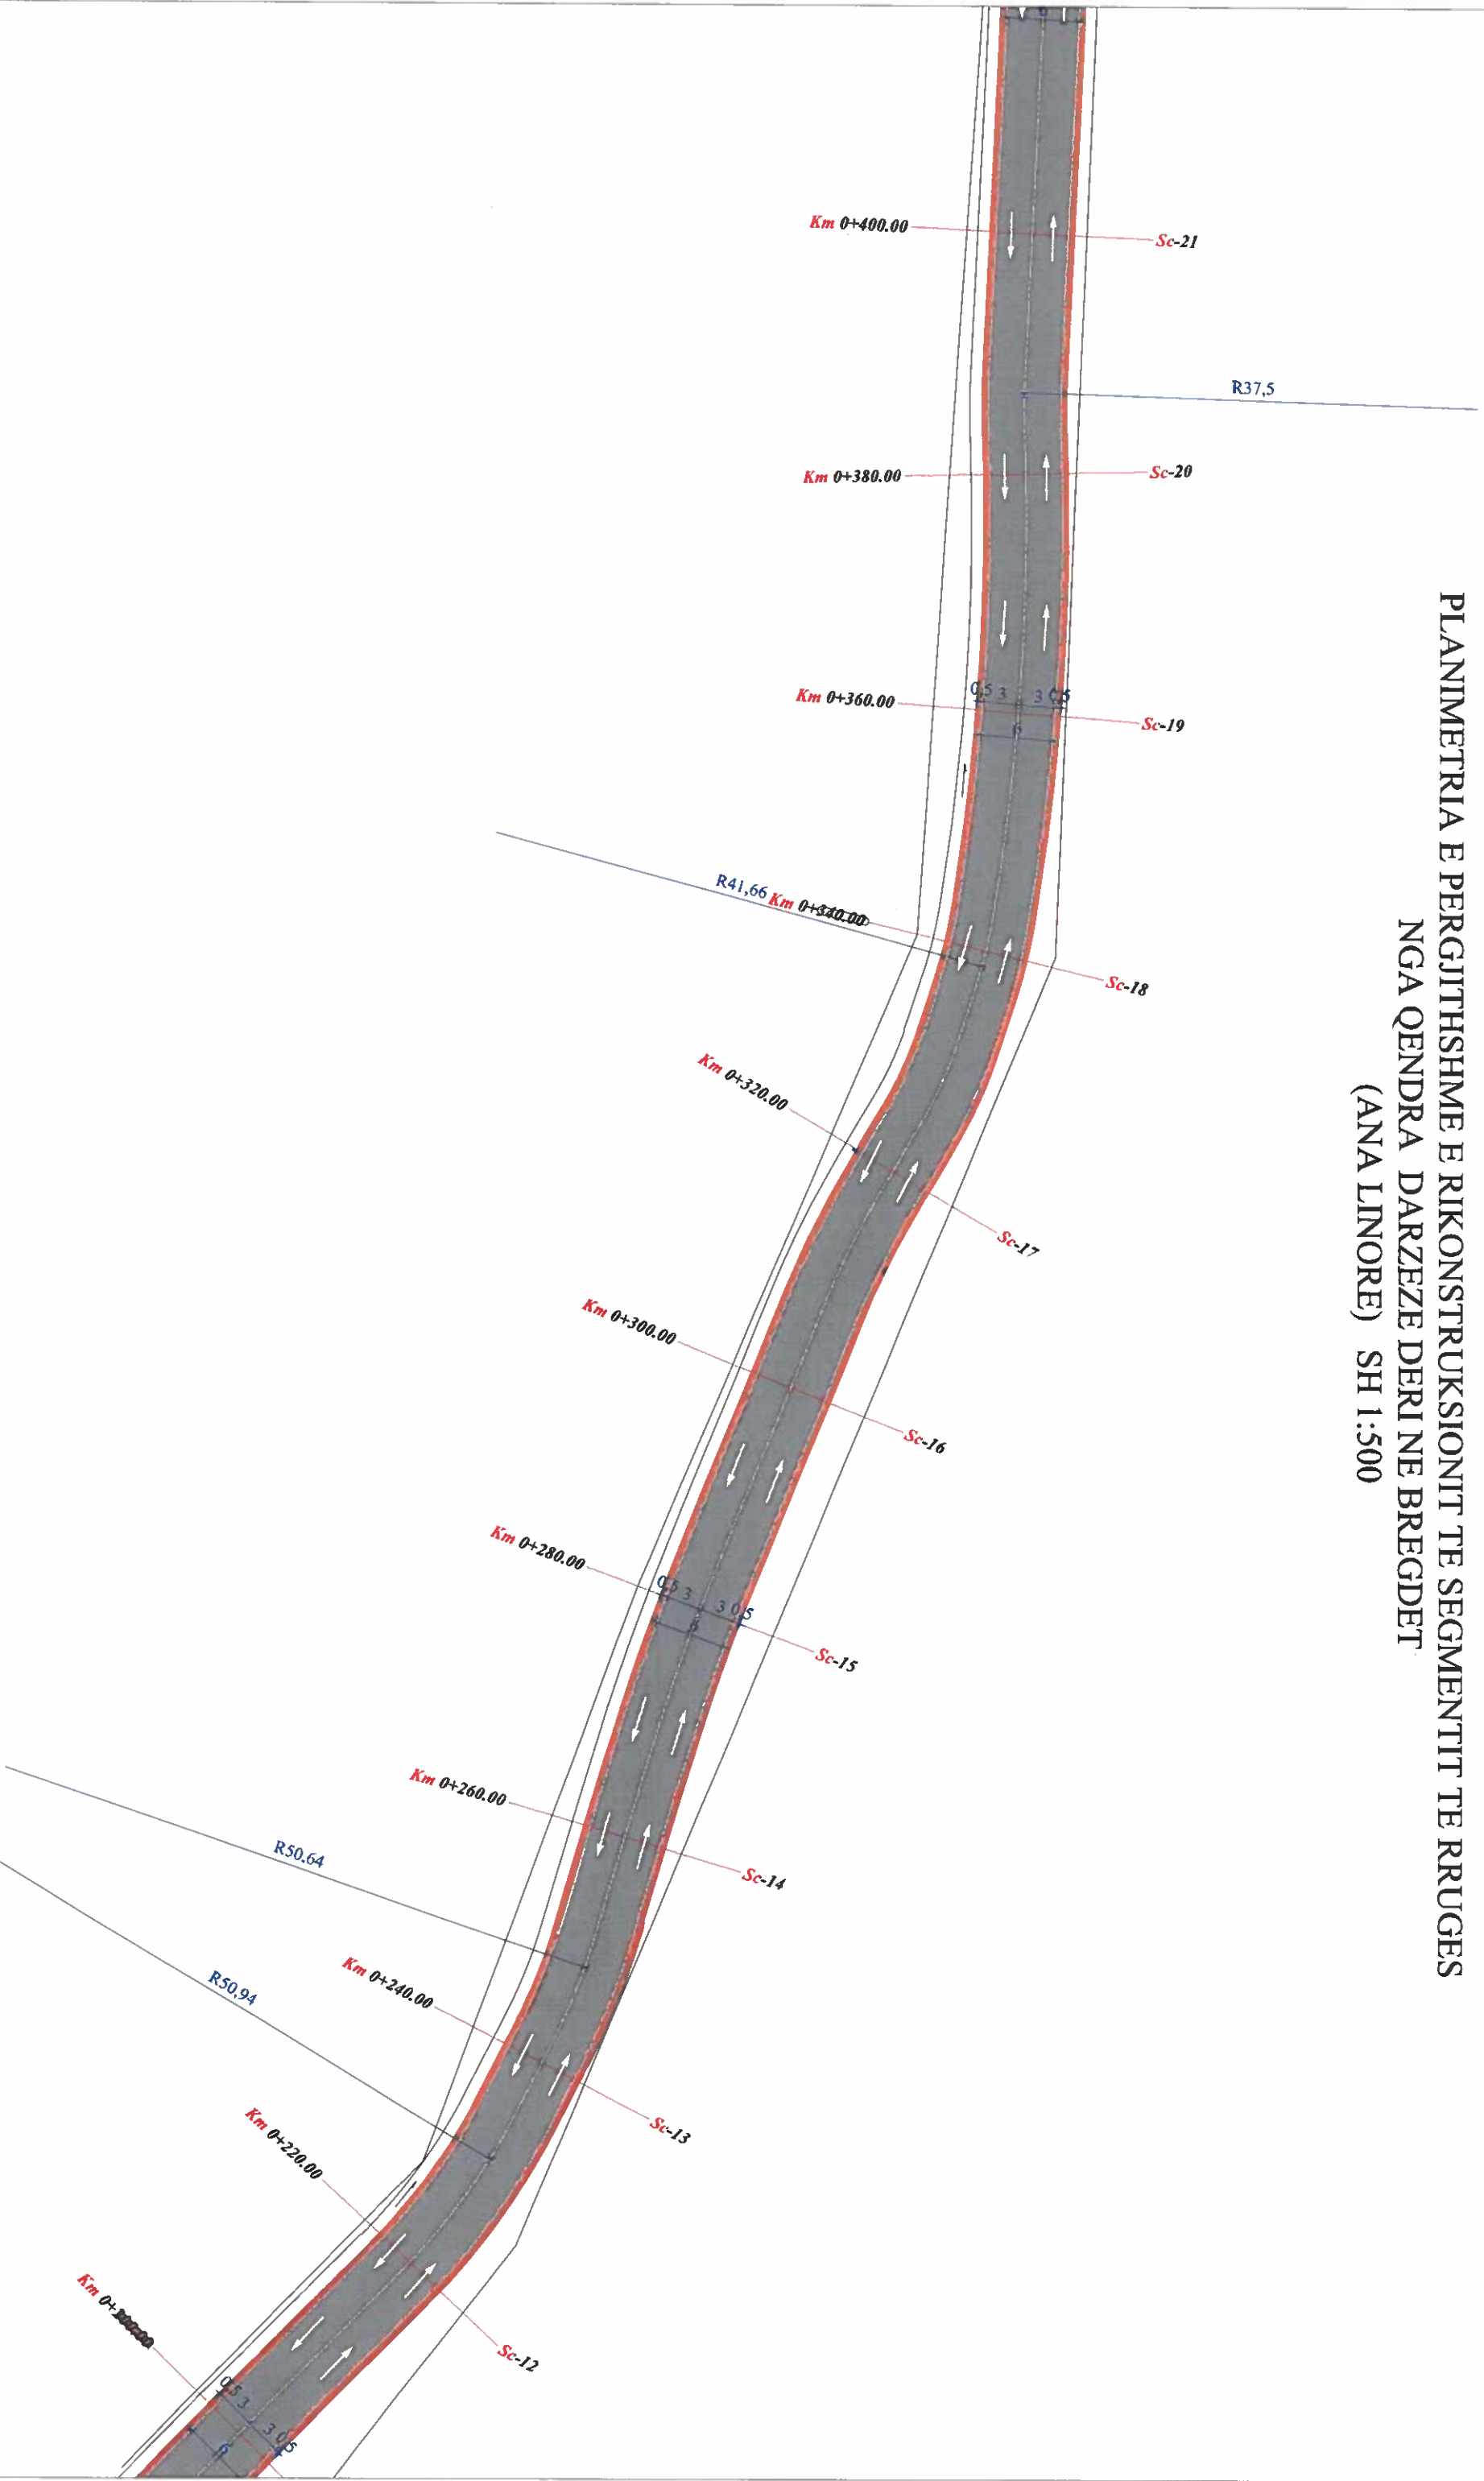 PLANIMETRIA E PERGJITHSHME E RIKONSTRUKSIONIT TE SEGMENTIT TE RRUGES
NGA QENDRA DARZEZE DERI NE BREGDET
(ANA LINORE) SH 1:500
6
Km 0+400.00
Sc-21
R37,5
Km 0+380.00
Sc-20
0,5 3 3 0,5
Km 0+360.00
Sc-19
6
R41,66
Km 0+340.00
Sc-18
Km 0+320.00
Sc-17
Km 0+300.00
Sc-16
Km 0+280.00
0,5 3 3 0,5
6
Sc-15
Km 0+260.00
Sc-14
R50.64
Km 0+240.00
R50,94
Sc-13
Km 0+220.00
Sc-12
Km
0,5 3 3 0,5
6